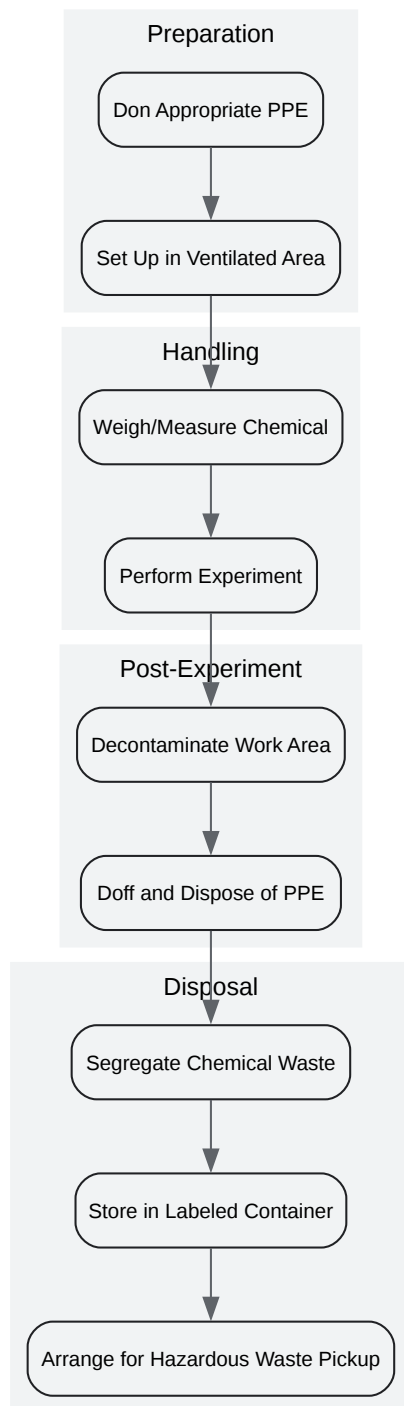 Preparation
Don Appropriate PPE
Set Up in Ventilated Area
Handling
Weigh/Measure Chemical
Perform Experiment
Post-Experiment
Decontaminate Work Area
Doff and Dispose of PPE
Disposal
Segregate Chemical Waste
Store in Labeled Container
Arrange for Hazardous Waste Pickup